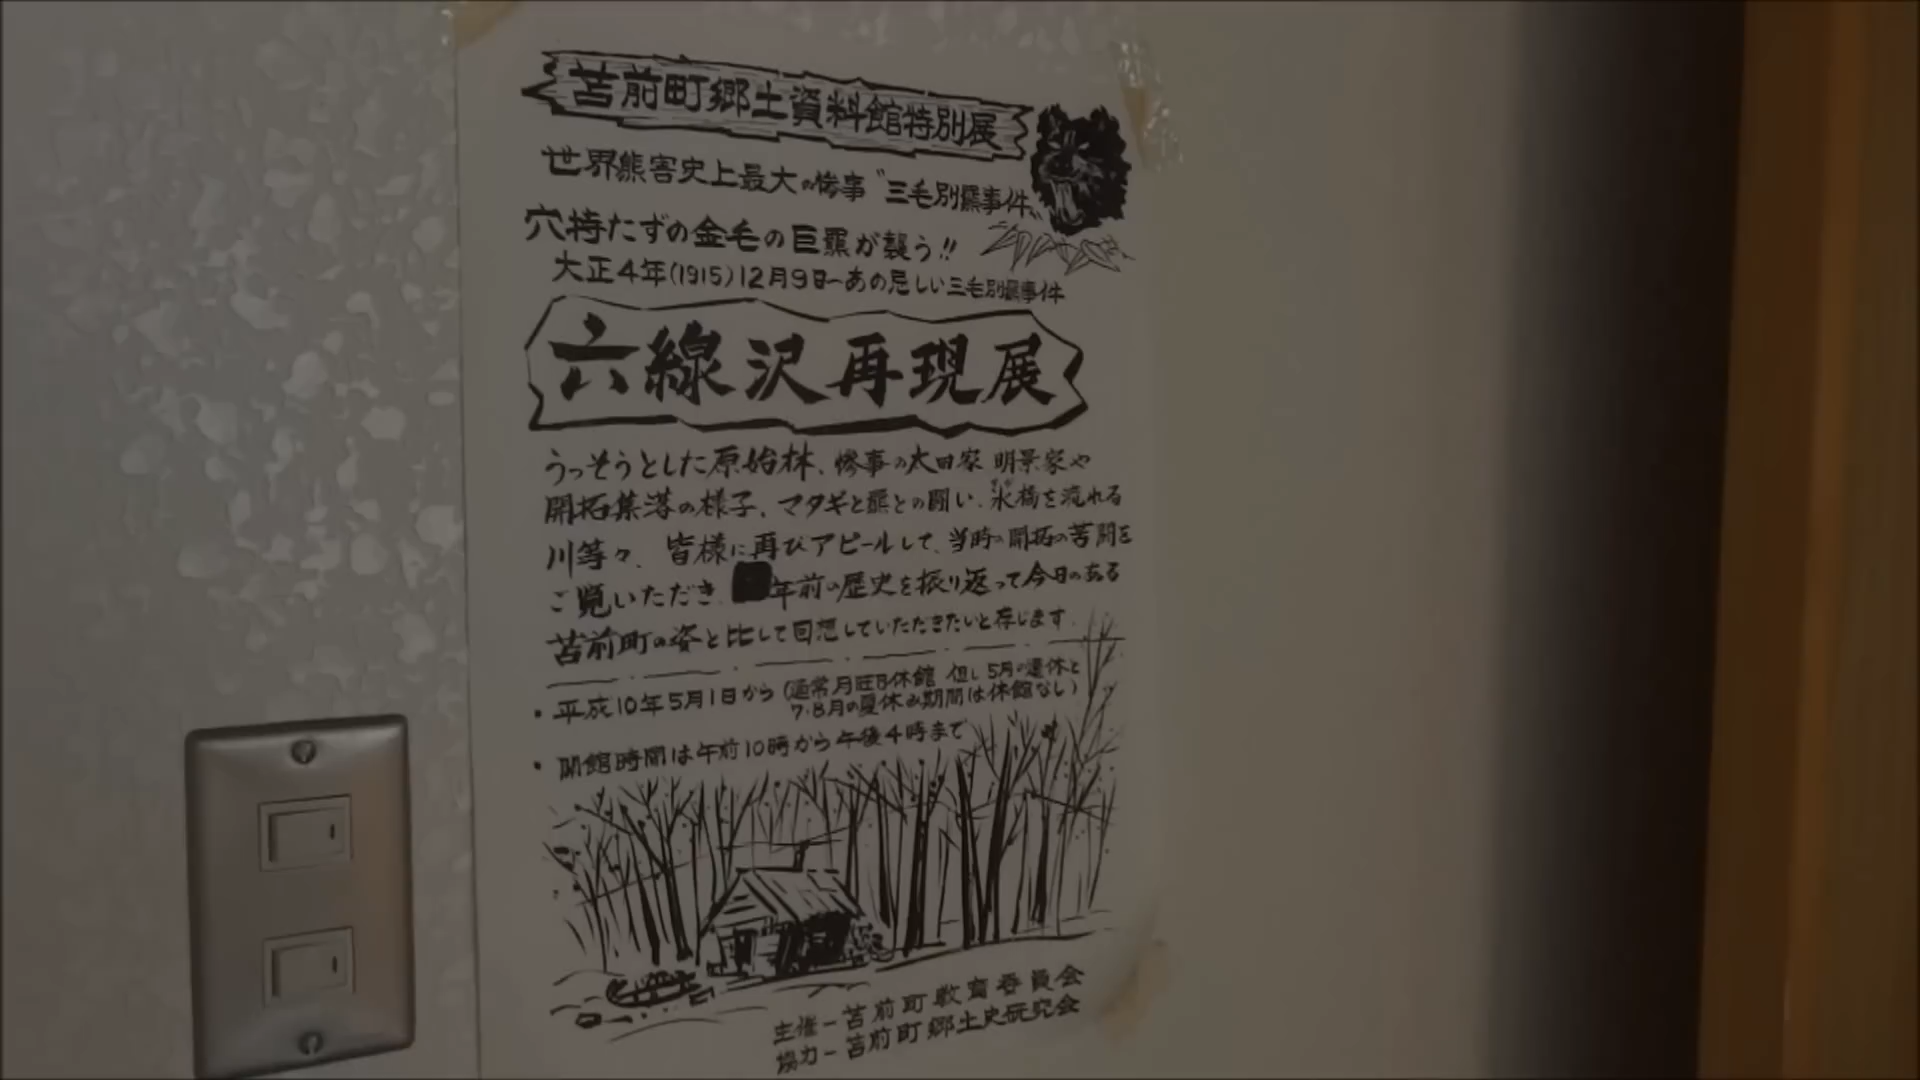 苫前町郷土資料館特別展
世界熊害史上最大の惨事〝三毛別羆事件〟
穴持たずの金毛の巨羆が襲う!!
大正4年(1915)12月9日~あの忌しい三毛別羆事件
六線沢再現展
うっそうとした原始林、惨事の太田家 明景家や
開拓集落の様子、マタギと羆との闘い、氷橋を流れる
川等々、皆様に再びアピールして、当時の開拓の苦闘を
ご覧いただき、年前の歴史を振り返って今日のある
苫前町の姿と比して回想していただきたいと存じます。
・平成10年5月1日から(通常月旺日休館 但し5月の連休と
7・8月の夏休み期間は休館なし)
・開館時間は午前10時から午後4時まで
主催-苫前町教育委員会
協力-苫前町郷土史研究会